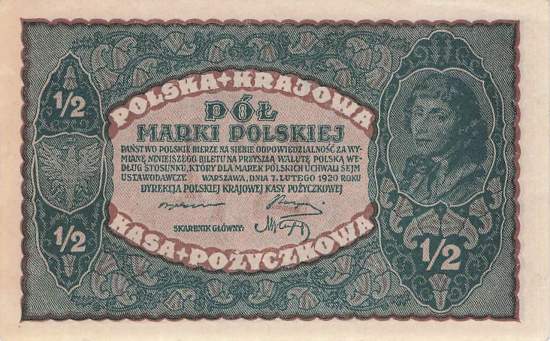 POLSKA + KRAJOWA
1/2
PÓŁ
MARKI POLSKIEJ
PAŃSTWO POLSKIE BIERZE NA SIEBIE ODPOWIEDZIALNOŚĆ ZA WY-
MIANĘ NINIEJSZEGO BILETU NA PRZYSZŁĄ WALUTĘ POLSKĄ WE-
DŁUG STOSUNKU, KTÓRY DLA MAREK POLSKICH UCHWALI SEJM
USTAWODAWCZY. WARSZAWA, DNIA 7. LUTEGO 1920 ROKU
DYREKCJA POLSKIEJ KRAJOWEJ KASY POŻYCZKOWEJ
SKARBNIK GŁÓWNY:
1/2
1/2
KASA + POŻYCZKOWA